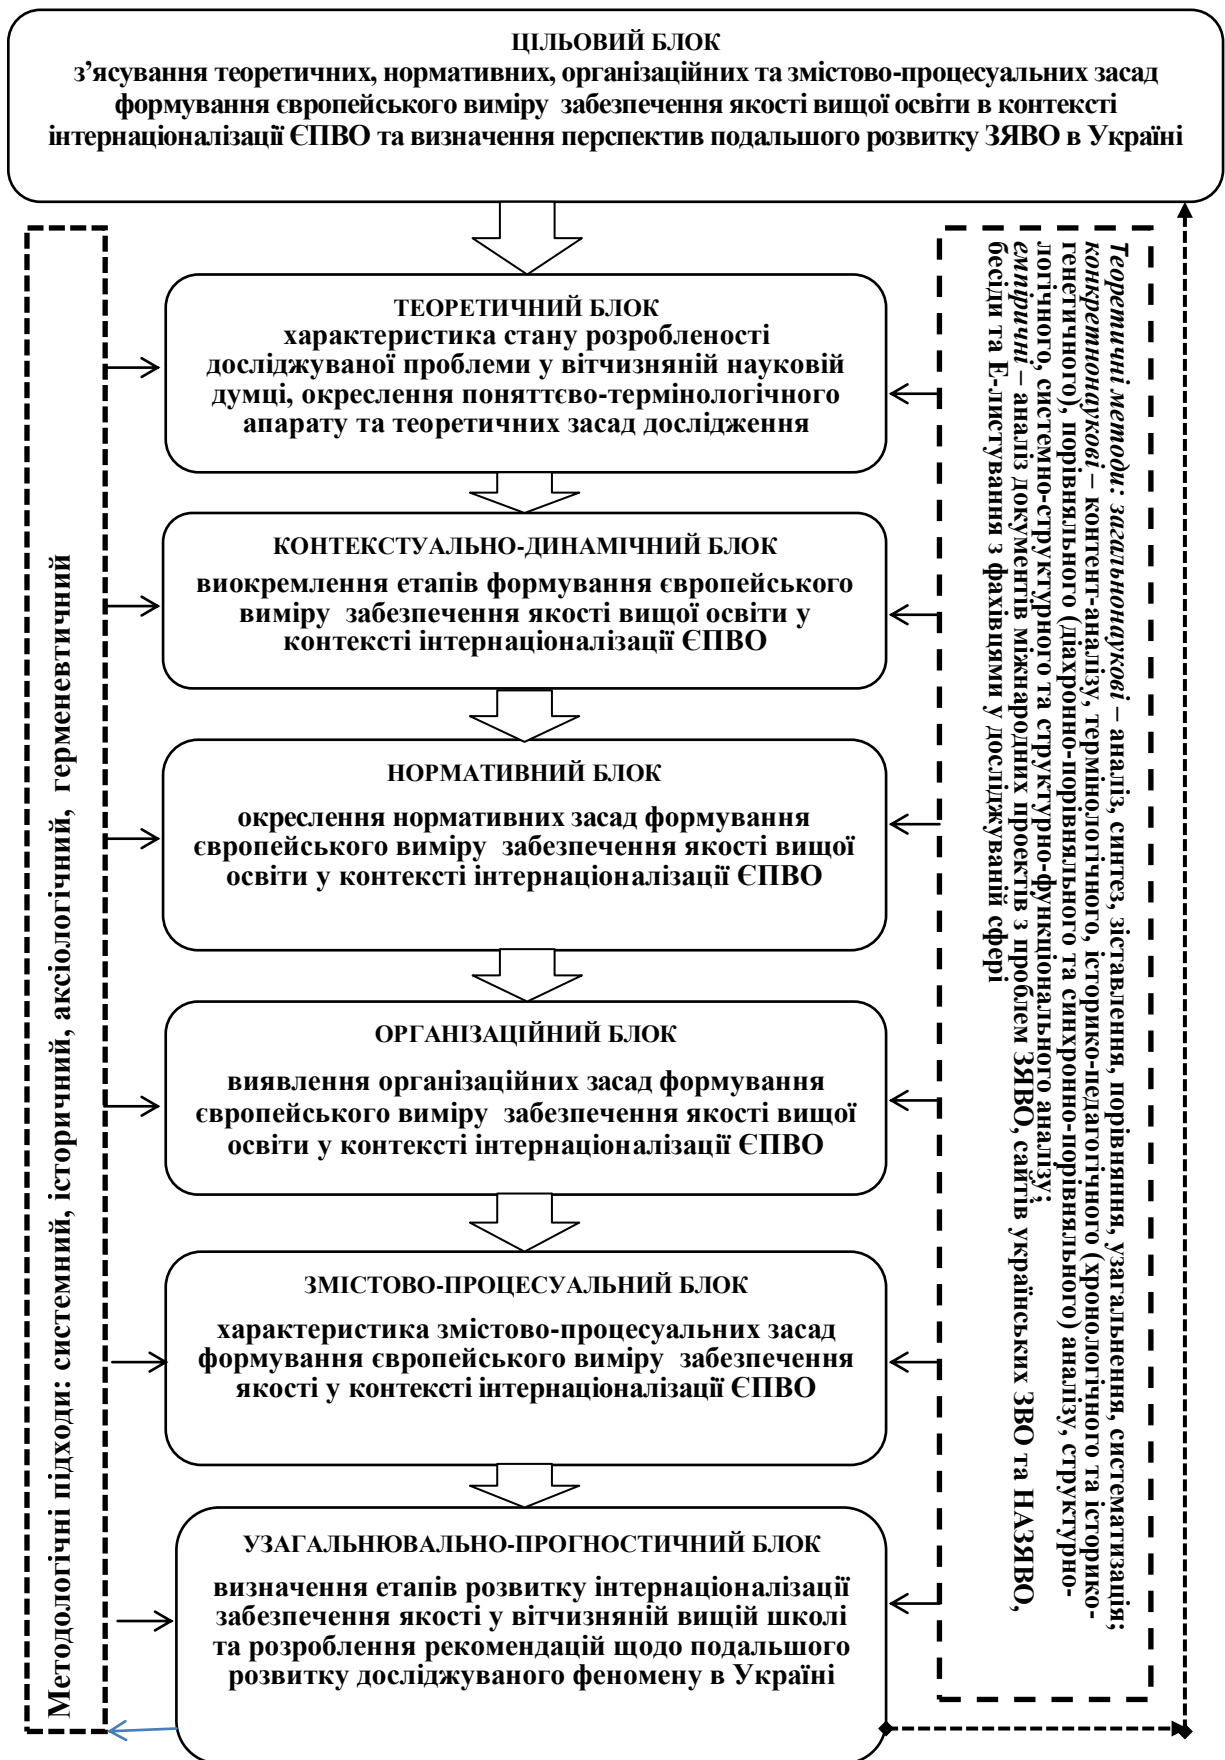 ЦІЛЬОВИЙ БЛОК
з’ясування теоретичних, нормативних, організаційних та змістово-процесуальних засад
формування європейського виміру забезпечення якості вищої освіти в контексті
інтернаціоналізації ЄПВО та визначення перспектив подальшого розвитку ЗЯВО в Україні
Методологічні підходи: системний, історичний, аксіологічний, герменевтичний
ТЕОРЕТИЧНИЙ БЛОК
характеристика стану розробленості
досліджуваної проблеми у вітчизняній науковій
думці, окреслення поняттєво-термінологічного
апарату та теоретичних засад дослідження
КОНТЕКСТУАЛЬНО-ДИНАМІЧНИЙ БЛОК
виокремлення етапів формування європейського
виміру забезпечення якості вищої освіти у
контексті інтернаціоналізації ЄПВО
НОРМАТИВНИЙ БЛОК
окреслення нормативних засад формування
європейського виміру забезпечення якості вищої
освіти у контексті інтернаціоналізації ЄПВО
ОРГАНІЗАЦІЙНИЙ БЛОК
виявлення організаційних засад формування
європейського виміру забезпечення якості вищої
освіти у контексті інтернаціоналізації ЄПВО
ЗМІСТОВО-ПРОЦЕСУАЛЬНИЙ БЛОК
характеристика змістово-процесуальних засад
формування європейського виміру забезпечення
якості у контексті інтернаціоналізації ЄПВО
УЗАГАЛЬНЮВАЛЬНО-ПРОГНОСТИЧНИЙ БЛОК
визначення етапів розвитку інтернаціоналізації
забезпечення якості у вітчизняній вищій школі
та розроблення рекомендацій щодо подальшого
розвитку досліджуваного феномену в Україні
Теоретичні методи: загальнонаукові – аналіз, синтез, зіставлення, порівняння, узагальнення, систематизація;
конкретнонаукові – контент-аналізу, термінологічного, історико-педагогічного (хронологічного та історико-
генетичного), порівняльного (діахронно-порівняльного та синхронно-порівняльного) аналізу, структурно-
логічного, системно-структурного та структурно-функціонального аналізу;
емпіричні – аналіз документів міжнародних проектів з проблем ЗЯВО, сайтів українських ЗВО та НАЗЯВО,
бесіди та Е-листування з фахівцями у досліджуваній сфері